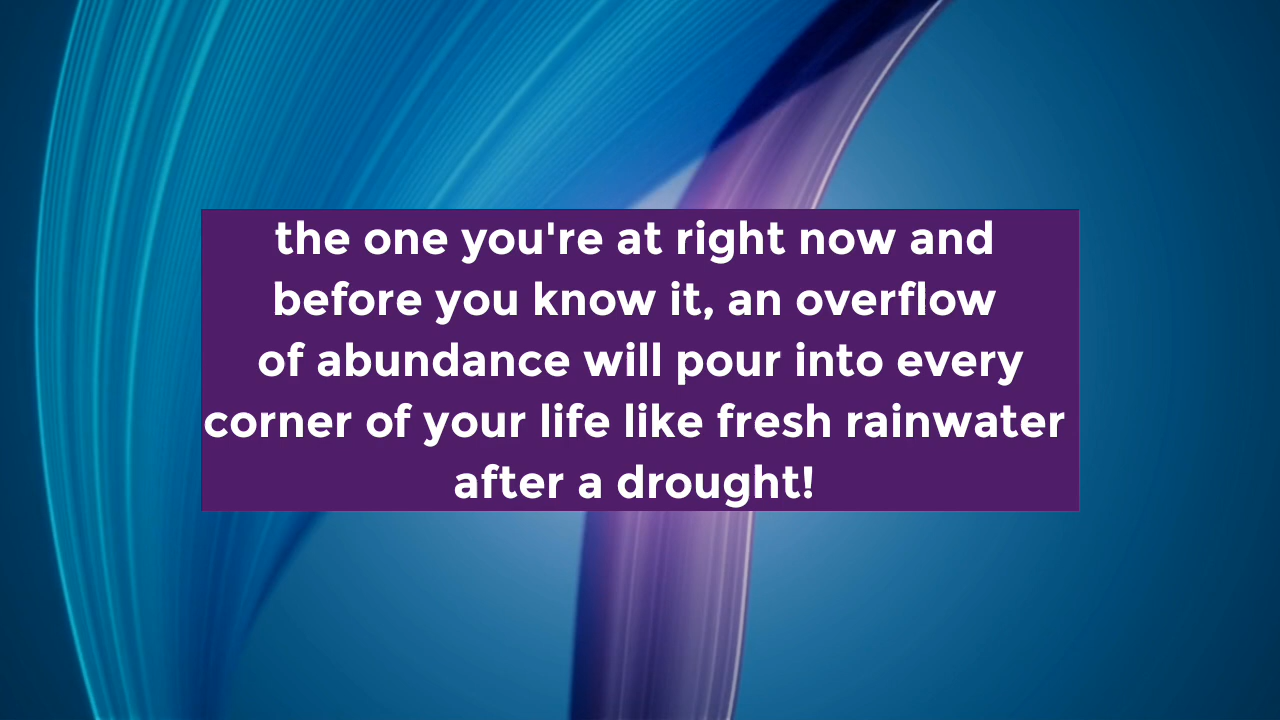 the one you're at right now and
before you know it, an overflow
of abundance will pour into every
corner of your life like fresh rainwater
after a drought!